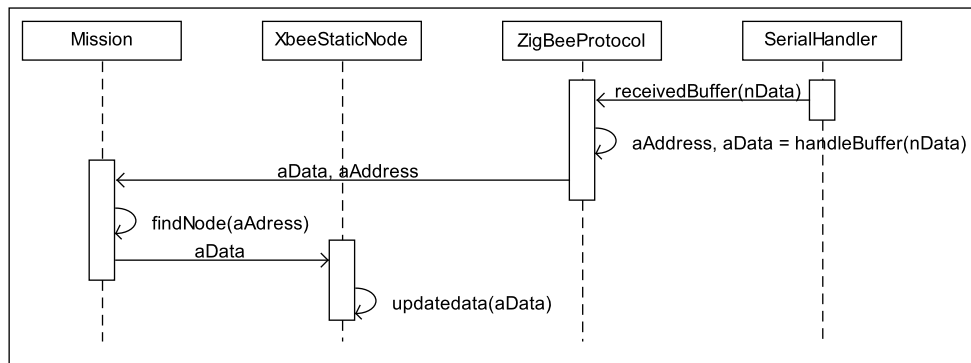 Mission
XbeeStaticNode
ZigBeeProtocol
SerialHandler
receivedBuffer(nData)
aAddress, aData = handleBuffer(nData)
aData, aAddress
findNode(aAdress)
aData
updatedata(aData)